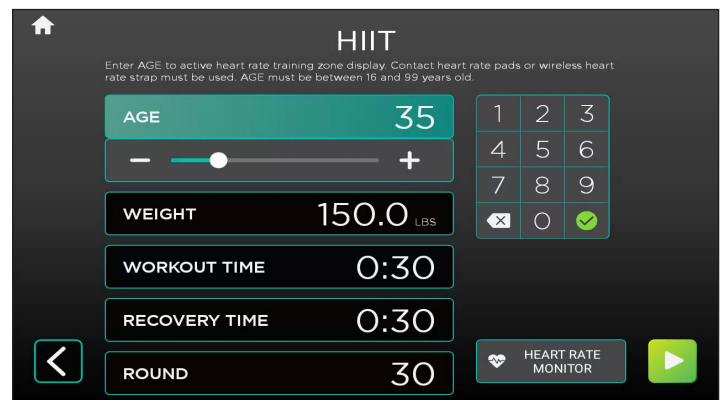 HIIT
Enter AGE to active heart rate training zone display. Contact heart rate pads or wireless heart
rate strap must be used. AGE must be between 16 and 99 years old.
AGE 35
WEIGHT 150.0 LBS
WORKOUT TIME 0:30
RECOVERY TIME 0:30
ROUND 30
1 2 3
4 5 6
7 8 9
0
HEART RATE
MONITOR